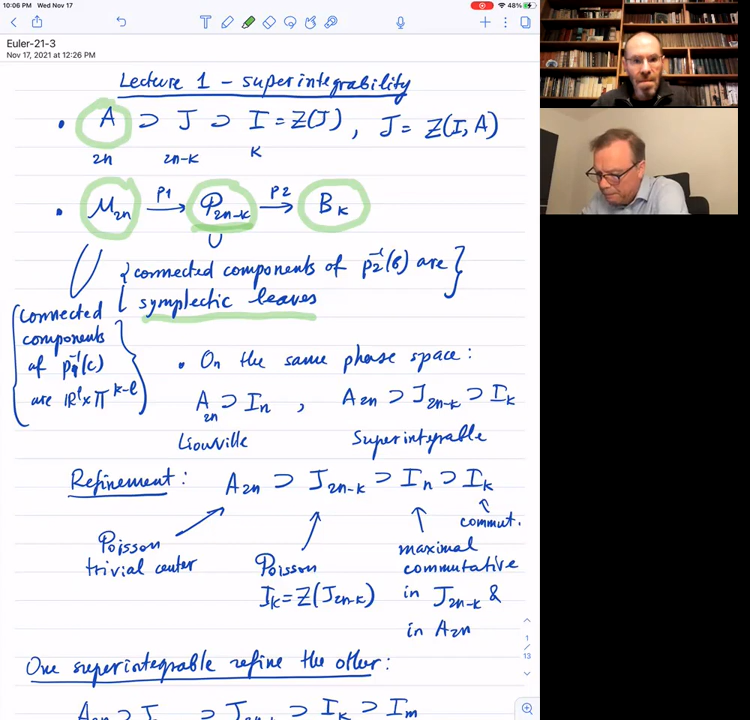 10:06 PM Wed Nov 17
48%
Euler-21-3
Nov 17, 2021 at 12:26 PM
Lecture 1 – superintegrability
• A ⊃ J ⊃ I = Z(J), J = Z(I, A)
2n 2n-k k
• M₂ₙ →^{p1} P₂ₙ₋ₖ →^{p2} Bₖ
{connected components of p₂⁻¹(b) are
symplectic leaves}
{connected
components
of p₁⁻¹(c)
are ℝˡ × 𝕋ᵏ⁻ˡ}
• On the same phase space:
A₂ₙ ⊃ Iₙ , A₂ₙ ⊃ J₂ₙ₋ₖ ⊃ Iₖ
Liouville Superintegrable
Refinement: A₂ₙ ⊃ J₂ₙ₋ₖ ⊃ Iₙ ⊃ Iₖ
commut.
Poisson
trivial center
Poisson
Iₖ = Z(J₂ₙ₋ₖ)
maximal
commutative
in J₂ₙ₋ₖ &
in A₂ₙ
1
13
One superintegrable refine the other: